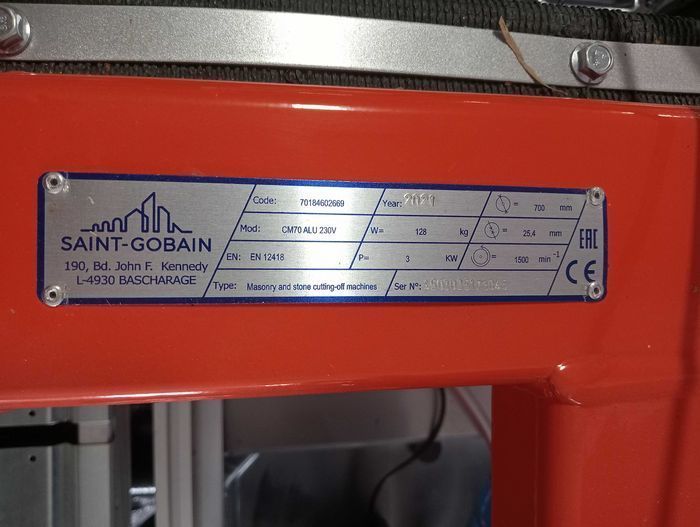 SAINT-GOBAIN
190, Bd. John F. Kennedy
L-4930 BASCHARAGE
Code: 70184602669 Year: = 700 mm
Mod: CM70 ALU 230V W= 128 kg = 25,4 mm
EN: EN 12418 P= 3 KW = 1500 min⁻¹
Type: Masonry and stone cutting-off machines Ser N°:
EAC
CE